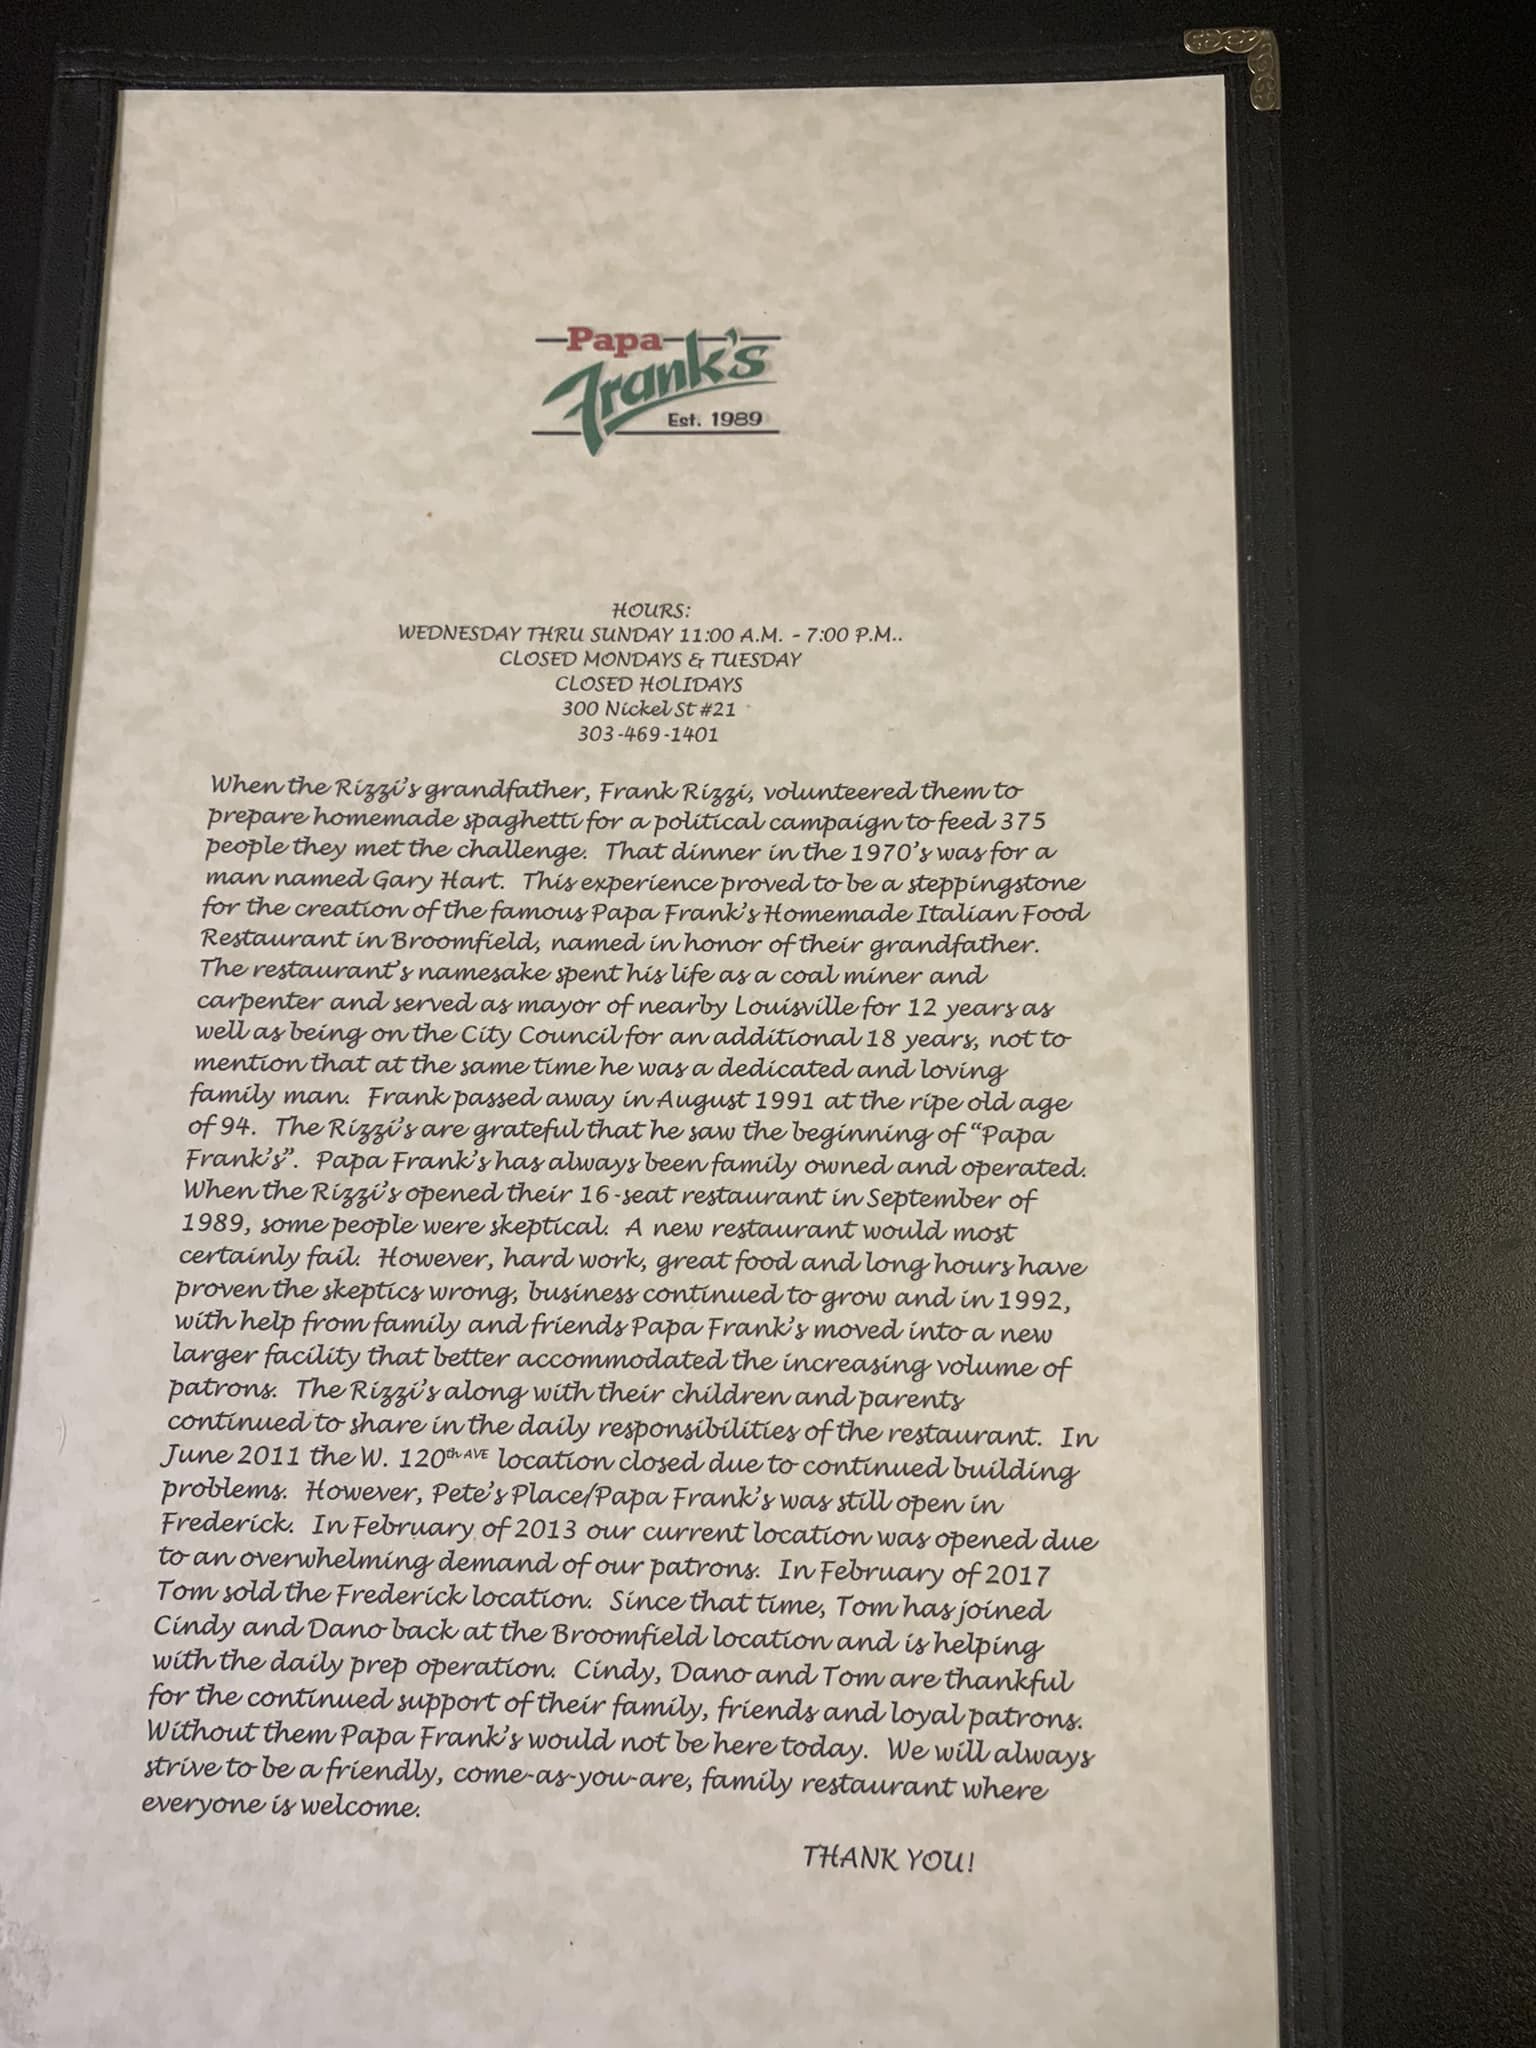 Papa
Frank's
Est. 1989
HOURS:
WEDNESDAY THRU SUNDAY 11:00 A.M. - 7:00 P.M..
CLOSED MONDAYS & TUESDAY
CLOSED HOLIDAYS
300 Nickel St #21
303-469-1401
When the Rizzi's grandfather, Frank Rizzi, volunteered them to
prepare homemade spaghetti for a political campaign to feed 375
people they met the challenge. That dinner in the 1970's was for a
man named Gary Hart. This experience proved to be a steppingstone
for the creation of the famous Papa Frank's Homemade Italian Food
Restaurant in Broomfield, named in honor of their grandfather.
The restaurant's namesake spent his life as a coal miner and
carpenter and served as mayor of nearby Louisville for 12 years as
well as being on the City Council for an additional 18 years, not to
mention that at the same time he was a dedicated and loving
family man. Frank passed away in August 1991 at the ripe old age
of 94. The Rizzi's are grateful that he saw the beginning of "Papa
Frank's". Papa Frank's has always been family owned and operated.
When the Rizzi's opened their 16-seat restaurant in September of
1989, some people were skeptical. A new restaurant would most
certainly fail. However, hard work, great food and long hours have
proven the skeptics wrong, business continued to grow and in 1992,
with help from family and friends Papa Frank's moved into a new
larger facility that better accommodated the increasing volume of
patrons. The Rizzi's along with their children and parents
continued to share in the daily responsibilities of the restaurant. In
June 2011 the W. 120th AVE location closed due to continued building
problems. However, Pete's Place/Papa Frank's was still open in
Frederick. In February of 2013 our current location was opened due
to an overwhelming demand of our patrons. In February of 2017
Tom sold the Frederick location. Since that time, Tom has joined
Cindy and Dano back at the Broomfield location and is helping
with the daily prep operation. Cindy, Dano and Tom are thankful
for the continued support of their family, friends and loyal patrons.
Without them Papa Frank's would not be here today. We will always
strive to be a friendly, come-as-you-are, family restaurant where
everyone is welcome.
THANK YOU!